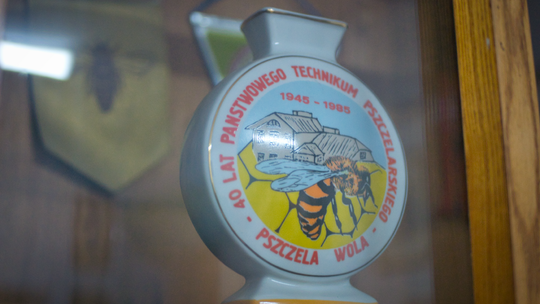 40 LAT PAŃSTWOWEGO TECHNIKUM PSZCZELARSKIEGO
1945 - 1985
- PSZCZELA WOLA -